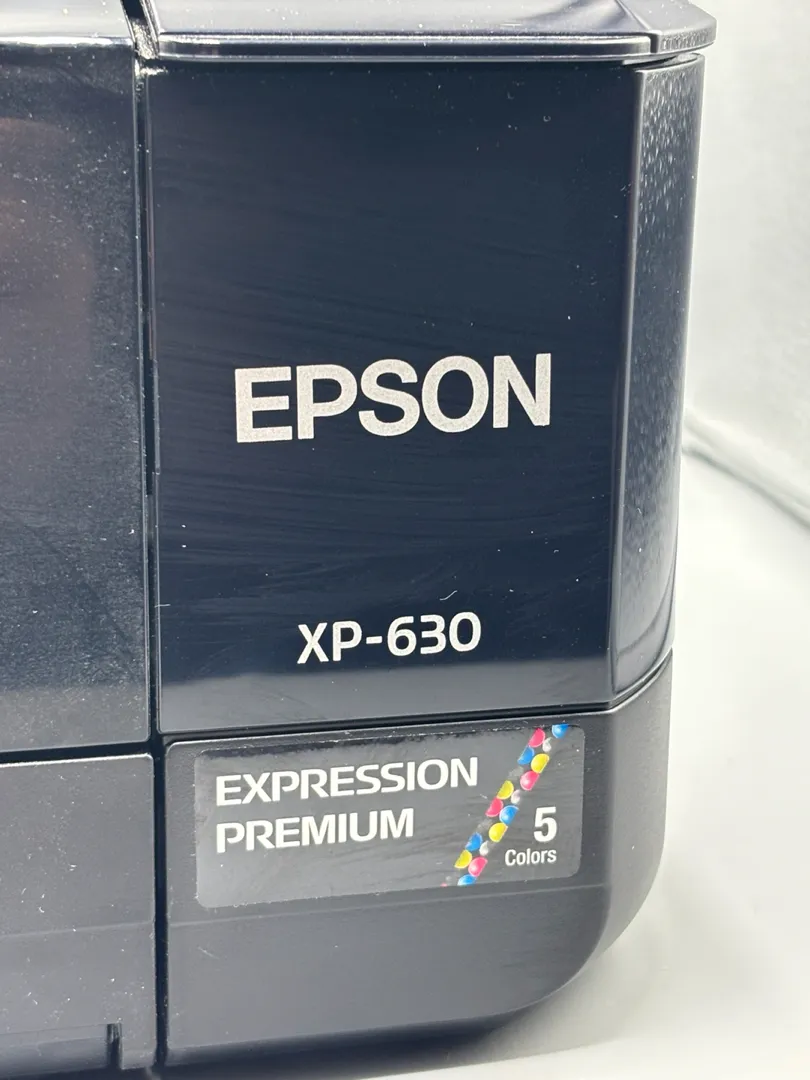 EPSON
XP-630
EXPRESSION
PREMIUM
5
Colors